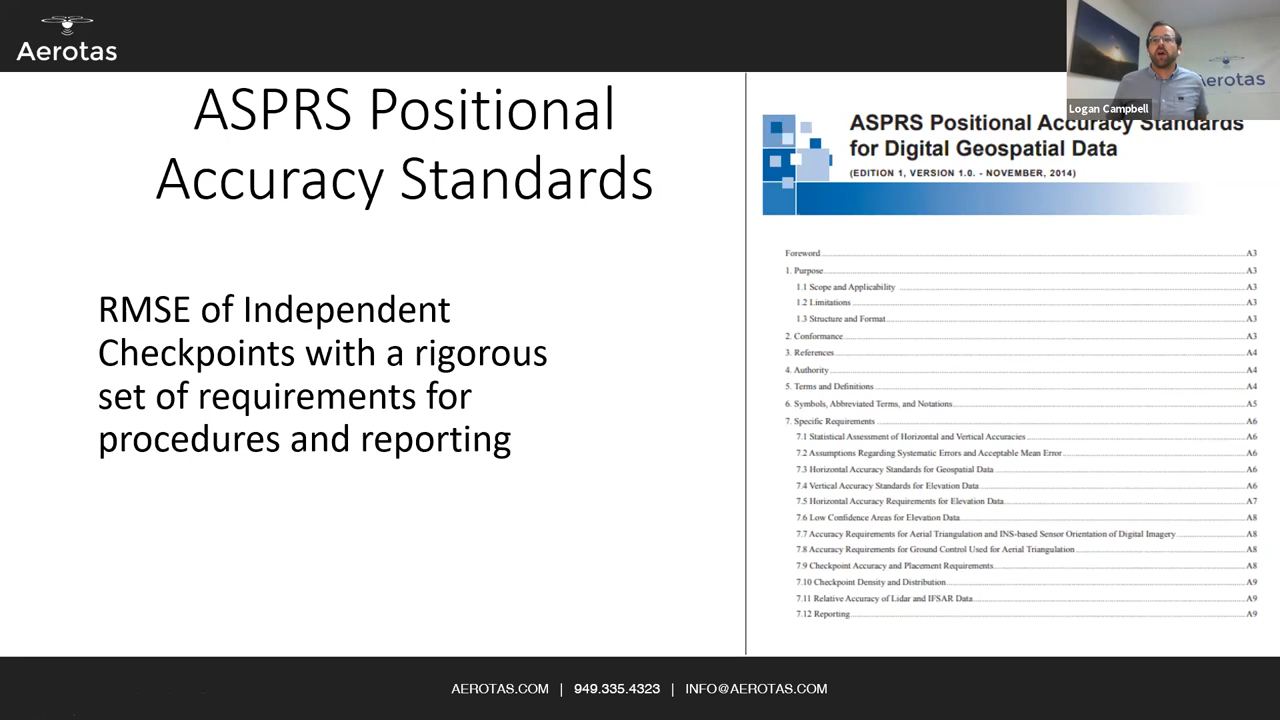 Aerotas
ASPRS Positional
Accuracy Standards
RMSE of Independent
Checkpoints with a rigorous
set of requirements for
procedures and reporting
Aerotas
Logan Campbell
ASPRS Positional Accuracy Standards
for Digital Geospatial Data
(EDITION 1, VERSION 1.0. - NOVEMBER, 2014)
Foreword A3
1. Purpose A3
1.1 Scope and Applicability A3
1.2 Limitations A3
1.3 Structure and Format A3
2. Conformance A3
3. References A4
4. Authority A4
5. Terms and Definitions A4
6. Symbols, Abbreviated Terms, and Notations A5
7. Specific Requirements A6
7.1 Statistical Assessment of Horizontal and Vertical Accuracies A6
7.2 Assumptions Regarding Systematic Errors and Acceptable Mean Error A6
7.3 Horizontal Accuracy Standards for Geospatial Data A6
7.4 Vertical Accuracy Standards for Elevation Data A6
7.5 Horizontal Accuracy Requirements for Elevation Data A7
7.6 Low Confidence Areas for Elevation Data A8
7.7 Accuracy Requirements for Aerial Triangulation and INS-based Sensor Orientation of Digital Imagery A8
7.8 Accuracy Requirements for Ground Control Used for Aerial Triangulation A8
7.9 Checkpoint Accuracy and Placement Requirements A8
7.10 Checkpoint Density and Distribution A9
7.11 Relative Accuracy of Lidar and IFSAR Data A9
7.12 Reporting A9
AEROTAS.COM | 949.335.4323 | INFO@AEROTAS.COM